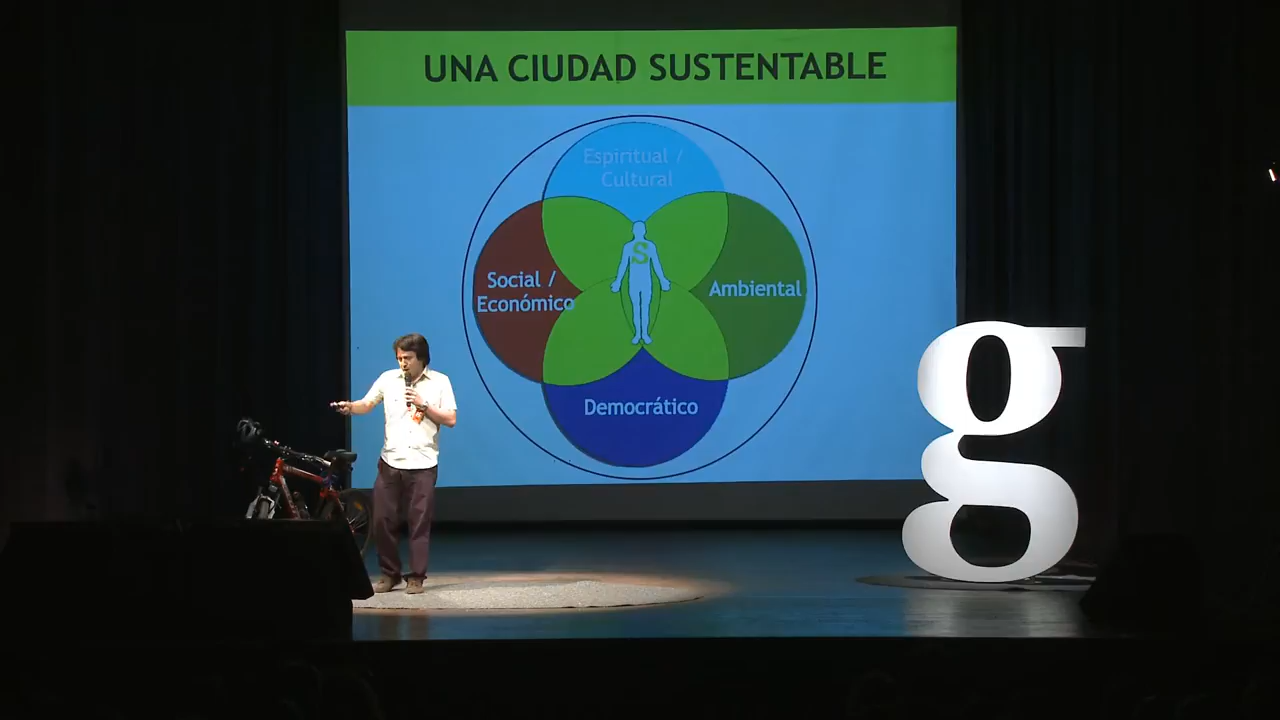 UNA CIUDAD SUSTENTABLE
Espiritual /
Cultural
Social /
Económico
S
Ambiental
Democrático
g